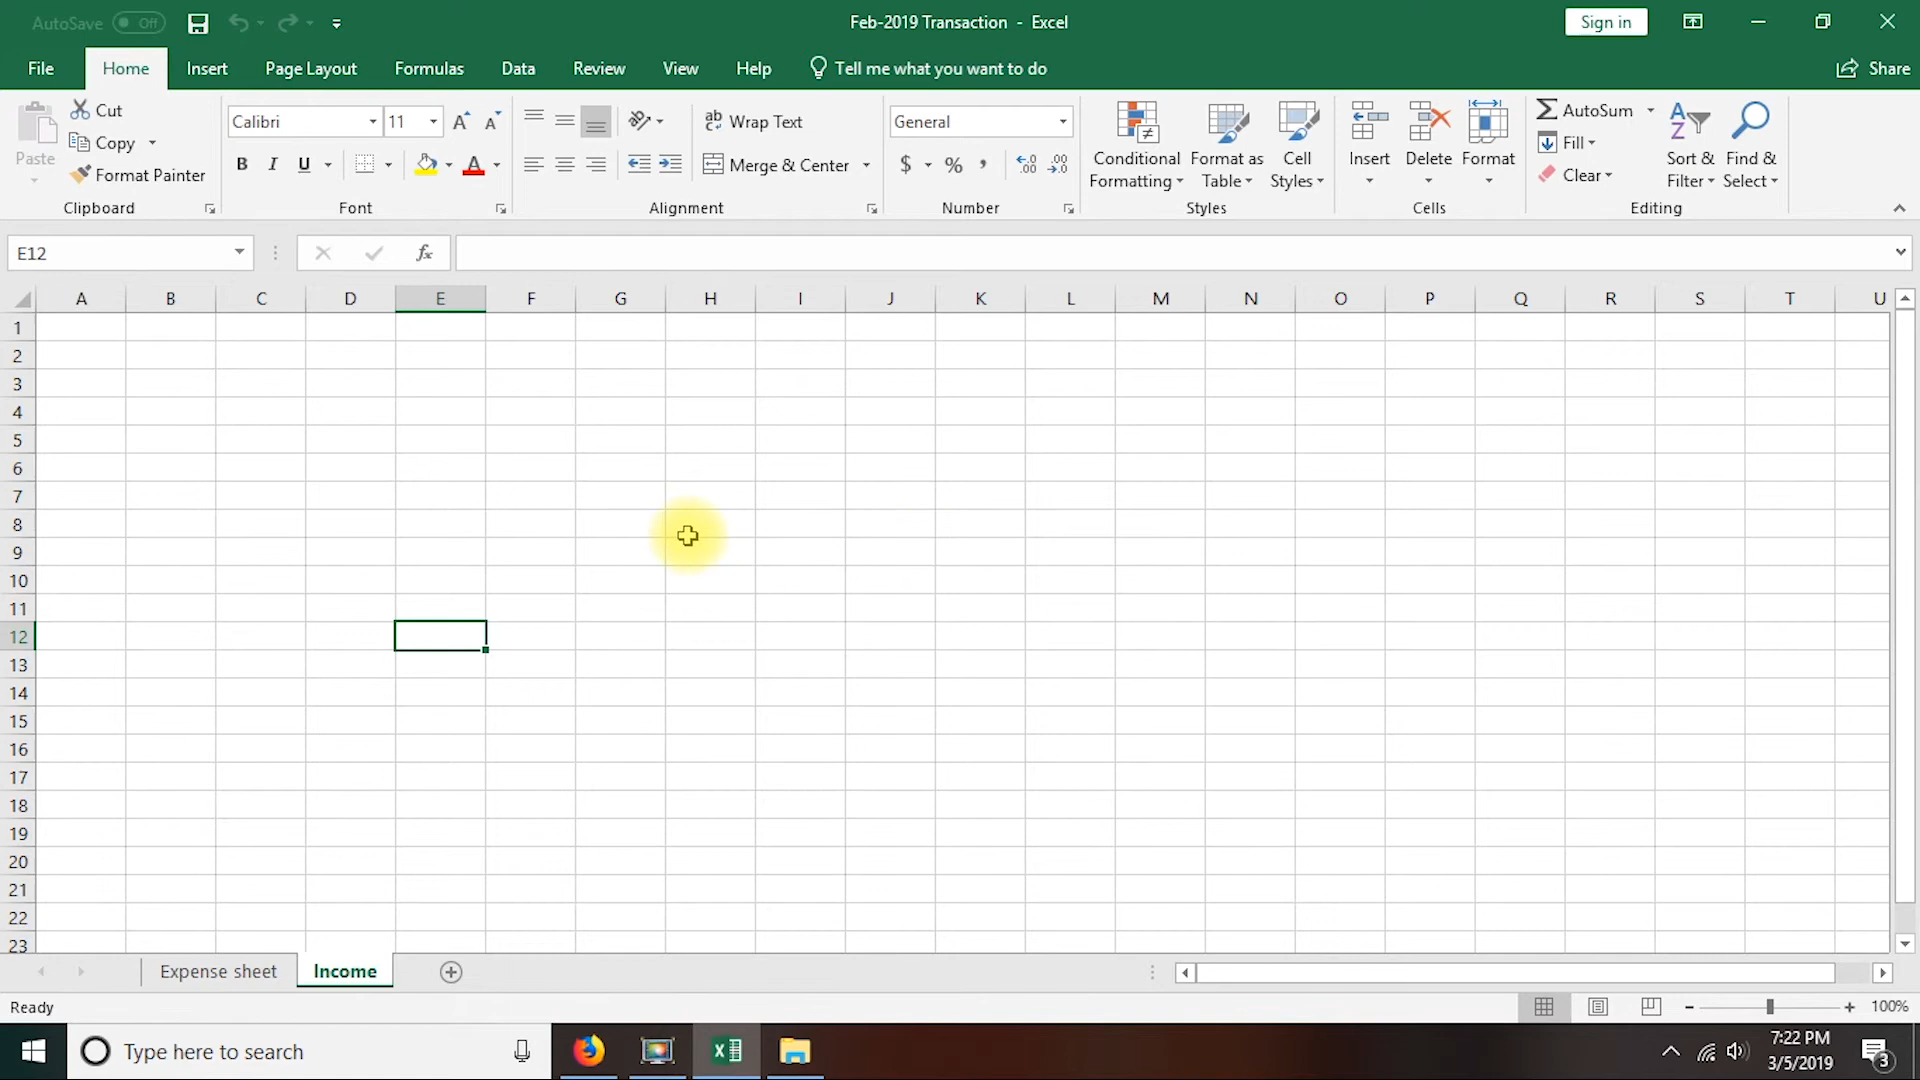 AutoSave Off
Feb-2019 Transaction - Excel
Sign in
File Home Insert Page Layout Formulas Data Review View Help Tell me what you want to do Share
Paste
Cut
Copy
Format Painter
Clipboard
Calibri 11
B I U A
Font
Wrap Text
Merge & Center
Alignment
General
$ % ,
Number
Conditional Formatting
Format as Table
Cell Styles
Styles
Insert Delete Format
Cells
AutoSum
Fill
Clear
Sort & Filter
Find & Select
Editing
E12
fx
A B C D E F G H I J K L M N O P Q R S T U
1
2
3
4
5
6
7
8
9
10
11
12
13
14
15
16
17
18
19
20
21
22
23
Expense sheet Income
Ready
100%
Type here to search
7:22 PM
3/5/2019
3